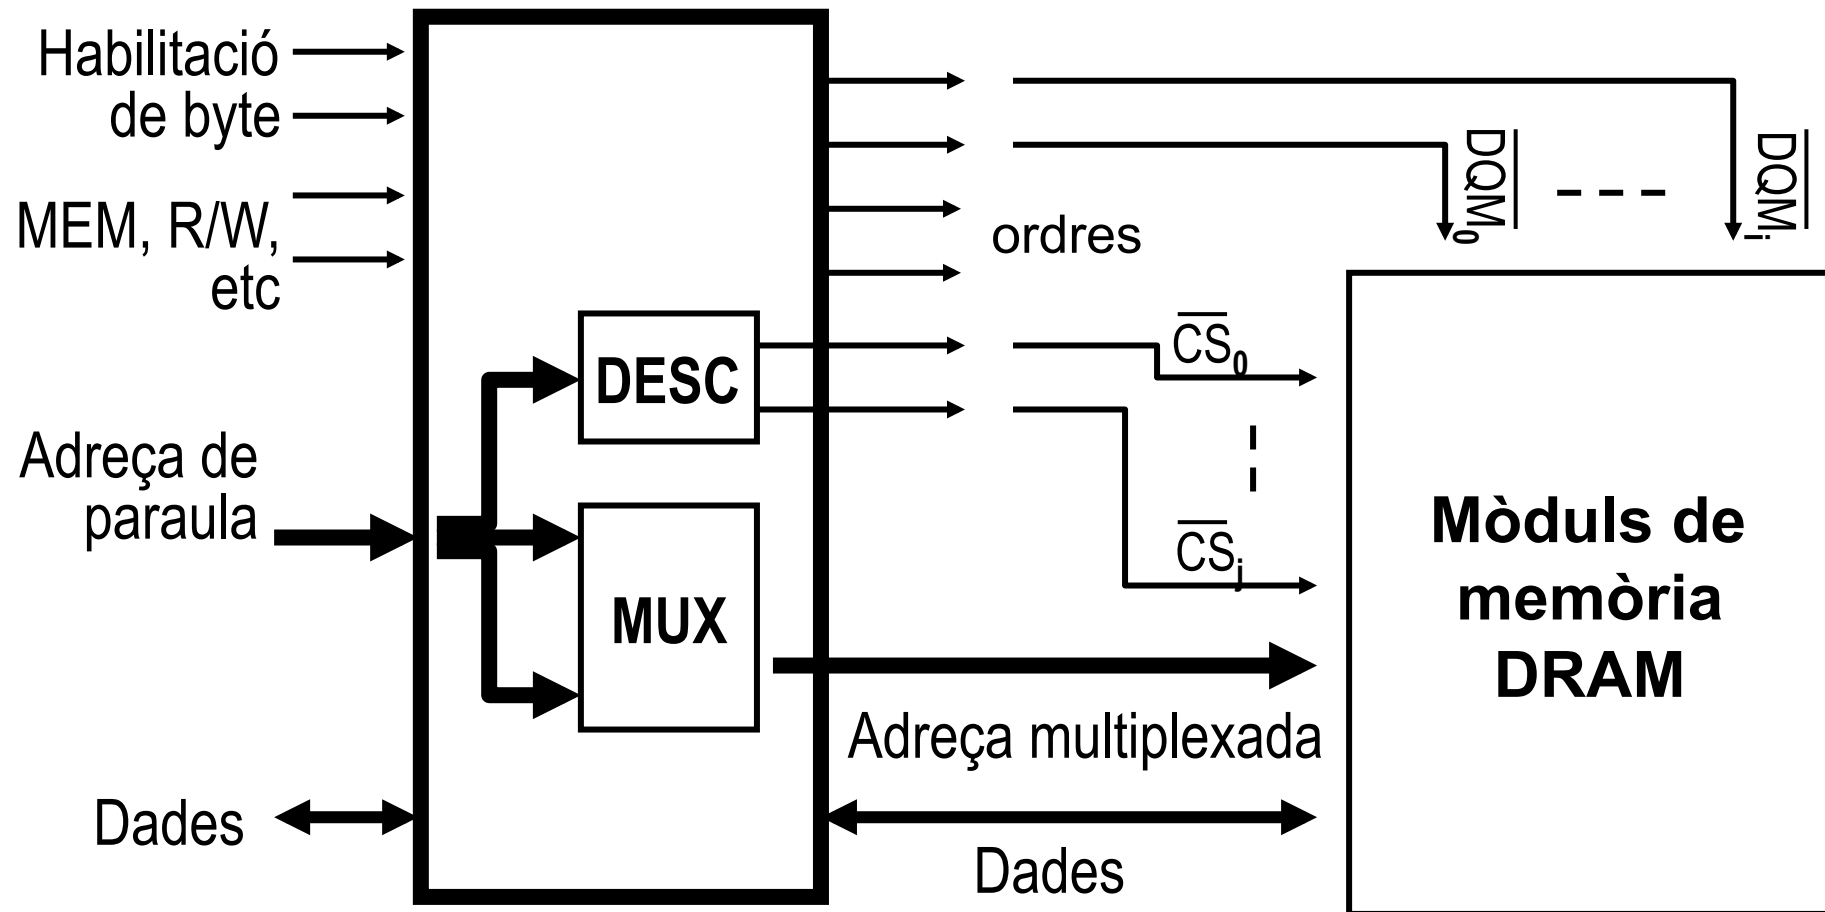 Habilitació
de byte
MEM, R/W,
etc
Adreça de
paraula
Dades
DESC
MUX
ordres
DQM0
DQMi
CS0
CSj
Adreça multiplexada
Dades
Mòduls de
memòria
DRAM